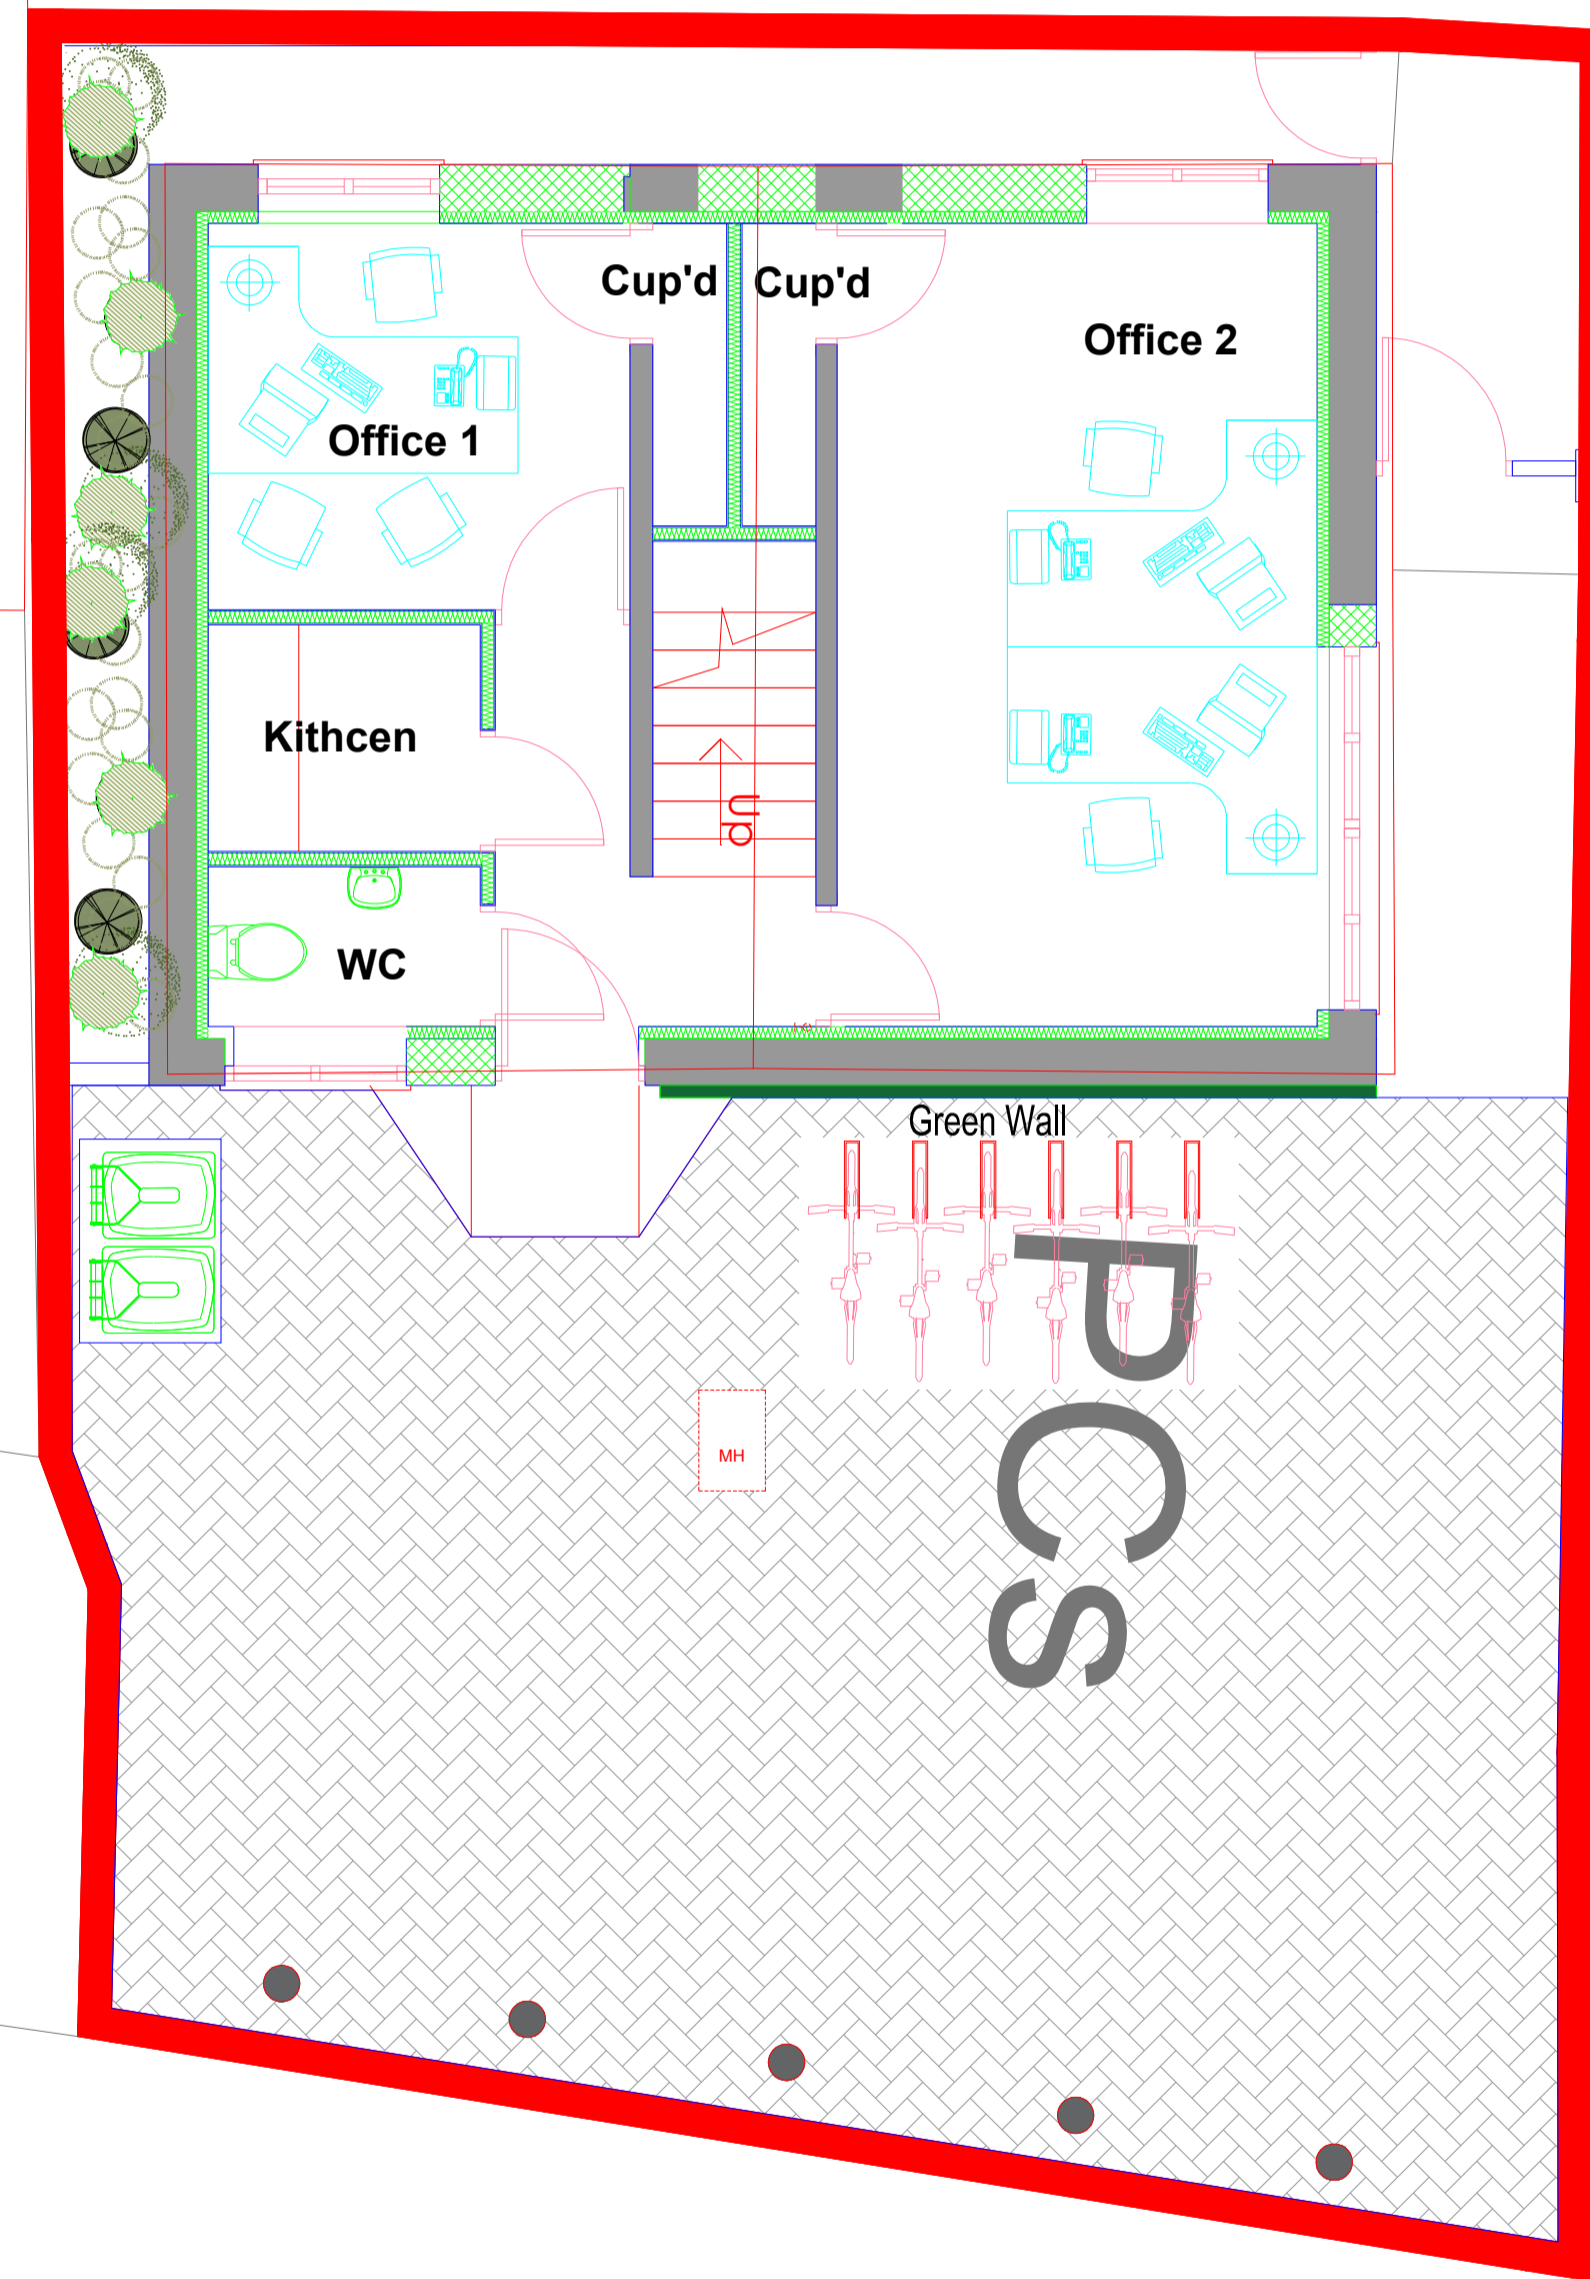 Cup'd Cup'd
Office 2
Office 1
Kithcen
up
WC
Green Wall
MH
PCS